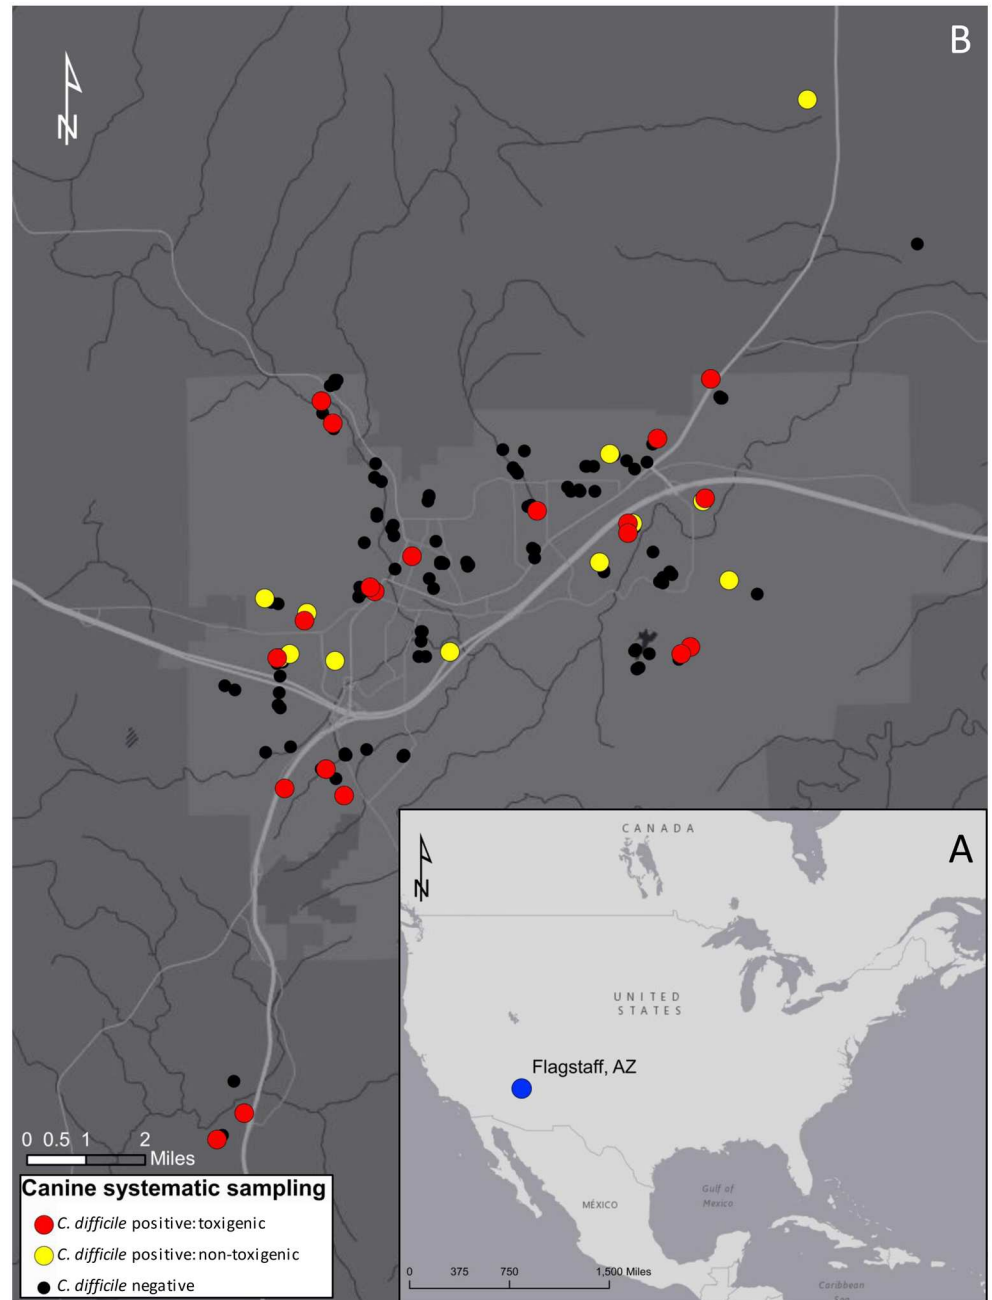 B
N
0 0.5 1 2
Miles
Canine systematic sampling
C. difficile positive:toxigenic
C. difficile positive:non-toxigenic
C. difficile negative
A
N
CANADA
UNITED
STATES
Flagstaff, AZ
MÉXICO
Gulf of
Mexico
Caribbean
0 375 750 1,500 Miles